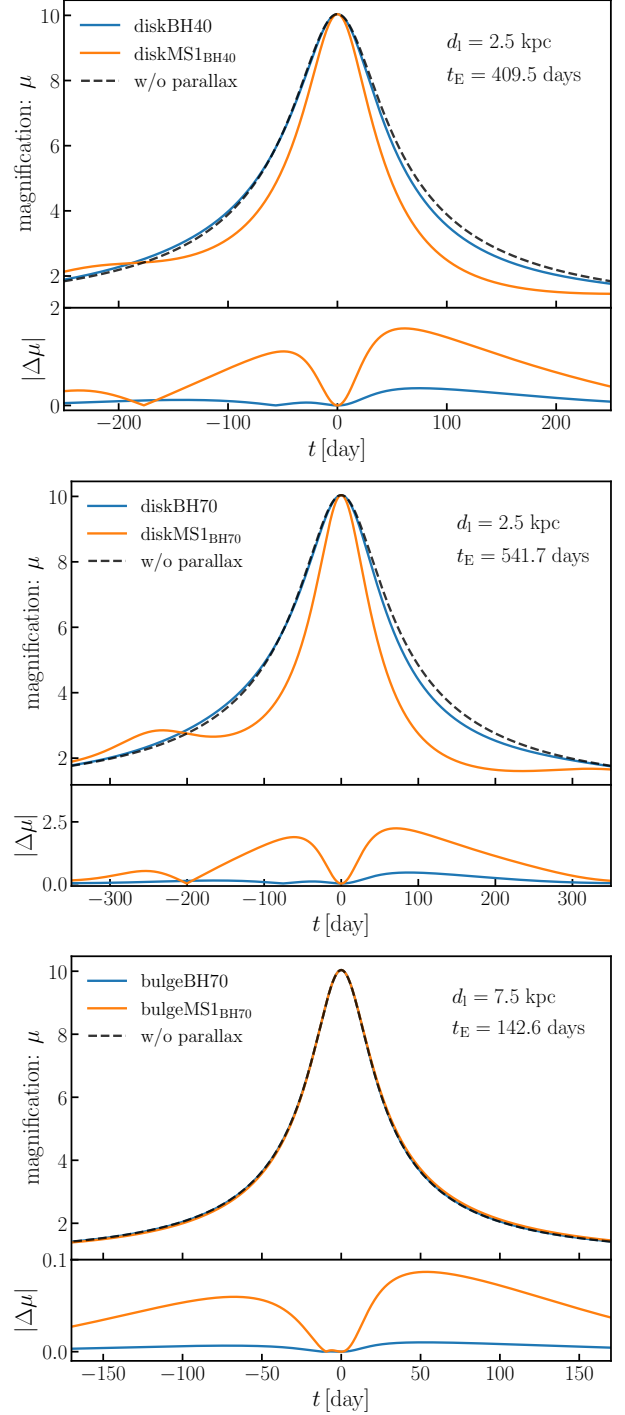 diskBH40
diskMS1BH40
w/o parallax
dl = 2.5 kpc
tE = 409.5 days
magnification: μ
10
8
6
4
2
|Δμ|
2
0
−200 −100 0 100 200
t [day]
diskBH70
diskMS1BH70
w/o parallax
dl = 2.5 kpc
tE = 541.7 days
magnification: μ
10
8
6
4
2
|Δμ|
2.5
0.0
−300 −200 −100 0 100 200 300
t [day]
bulgeBH70
bulgeMS1BH70
w/o parallax
dl = 7.5 kpc
tE = 142.6 days
magnification: μ
10
8
6
4
2
|Δμ|
0.1
0.0
−150 −100 −50 0 50 100 150
t [day]